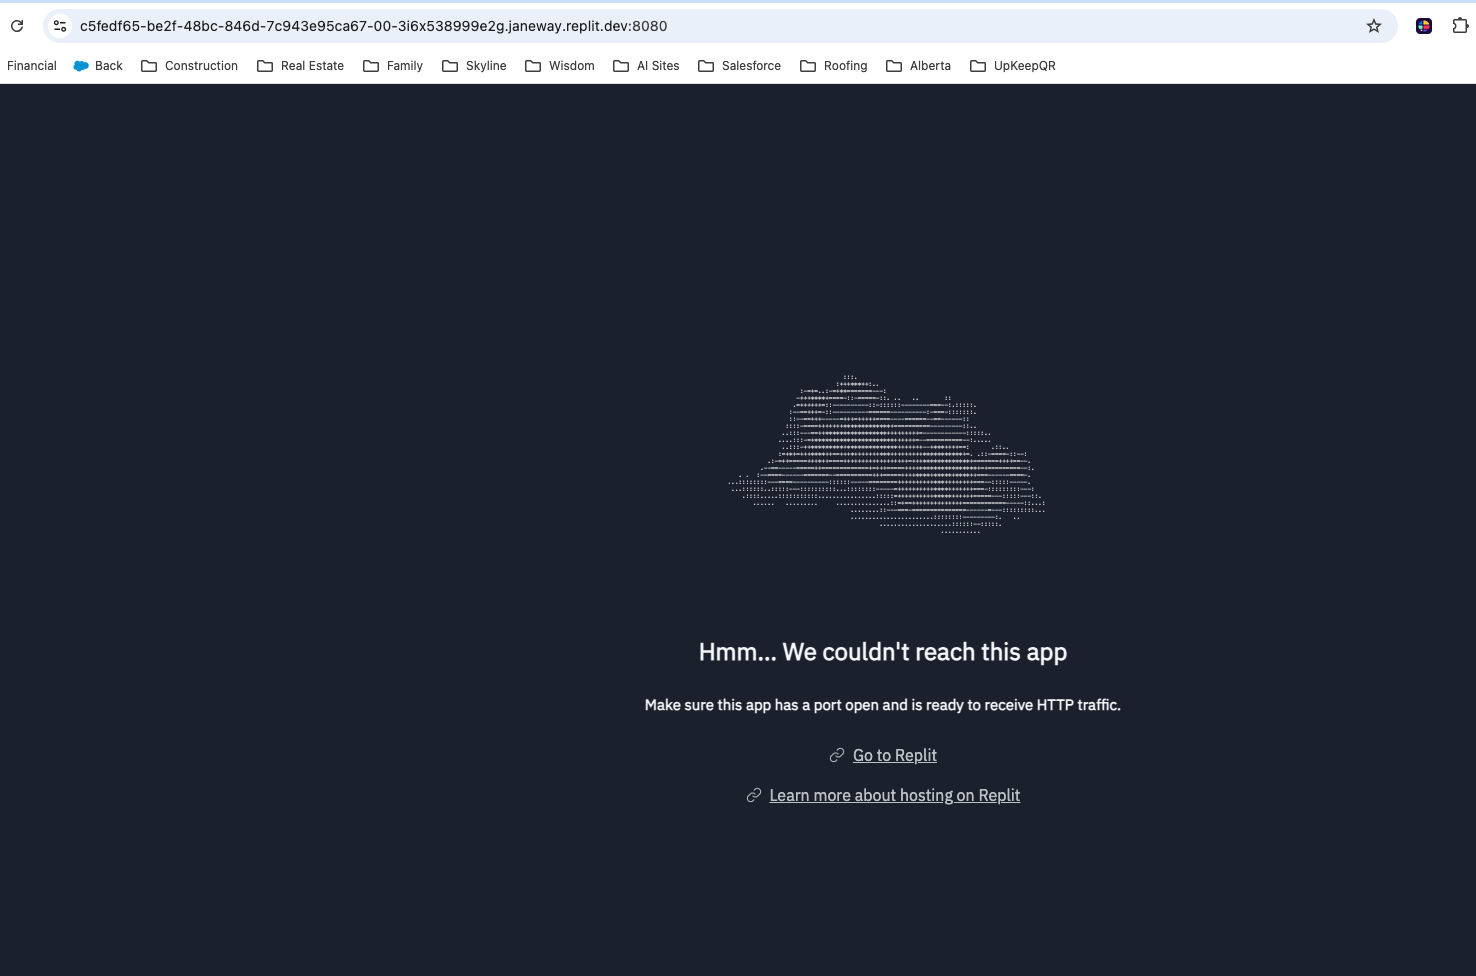 c5fedf65-be2f-48bc-846d-7c943e95ca67-00-3i6x538999e2g.janeway.replit.dev:8080
Financial Back Construction Real Estate Family Skyline Wisdom AI Sites Salesforce Roofing Alberta UpKeepQR
Hmm... We couldn't reach this app
Make sure this app has a port open and is ready to receive HTTP traffic.
Go to Replit
Learn more about hosting on Replit